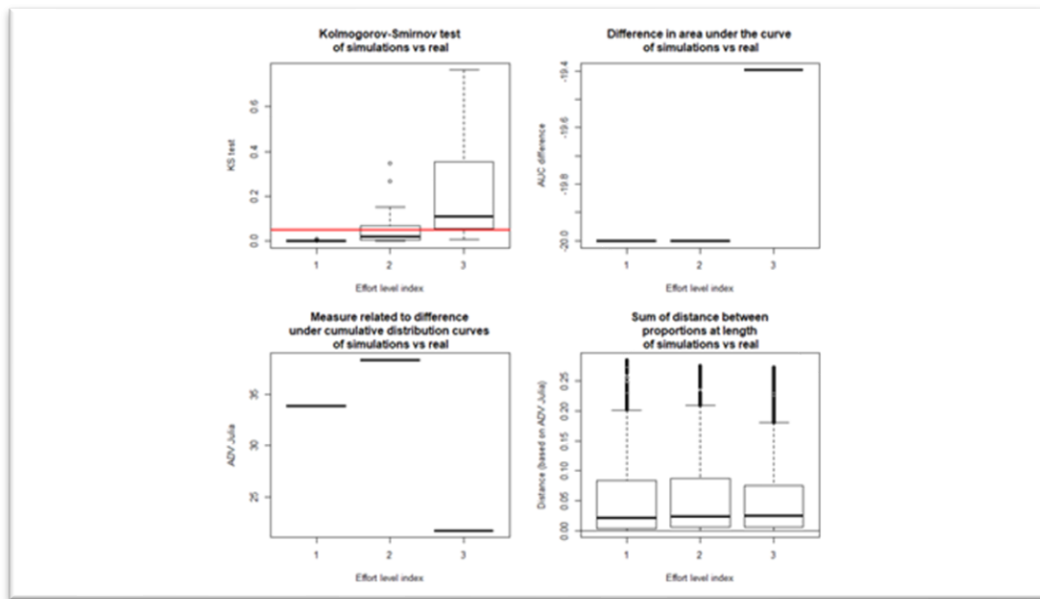 Kolmogorov-Smirnov test
of simulations vs real
KS test
0.6
0.4
0.2
0.0
1 2 3
Effort level index
Difference in area under the curve
of simulations vs real
AUC difference
-19.4
-19.6
-19.8
-20.0
1 2 3
Effort level index
Measure related to difference
under cumulative distribution curves
of simulations vs real
ADV Julia
35
30
25
1 2 3
Effort level index
Sum of distance between
proportions at length
of simulations vs real
Distance (based on ADV Julia)
0.25
0.20
0.15
0.10
0.05
0.00
1 2 3
Effort level index